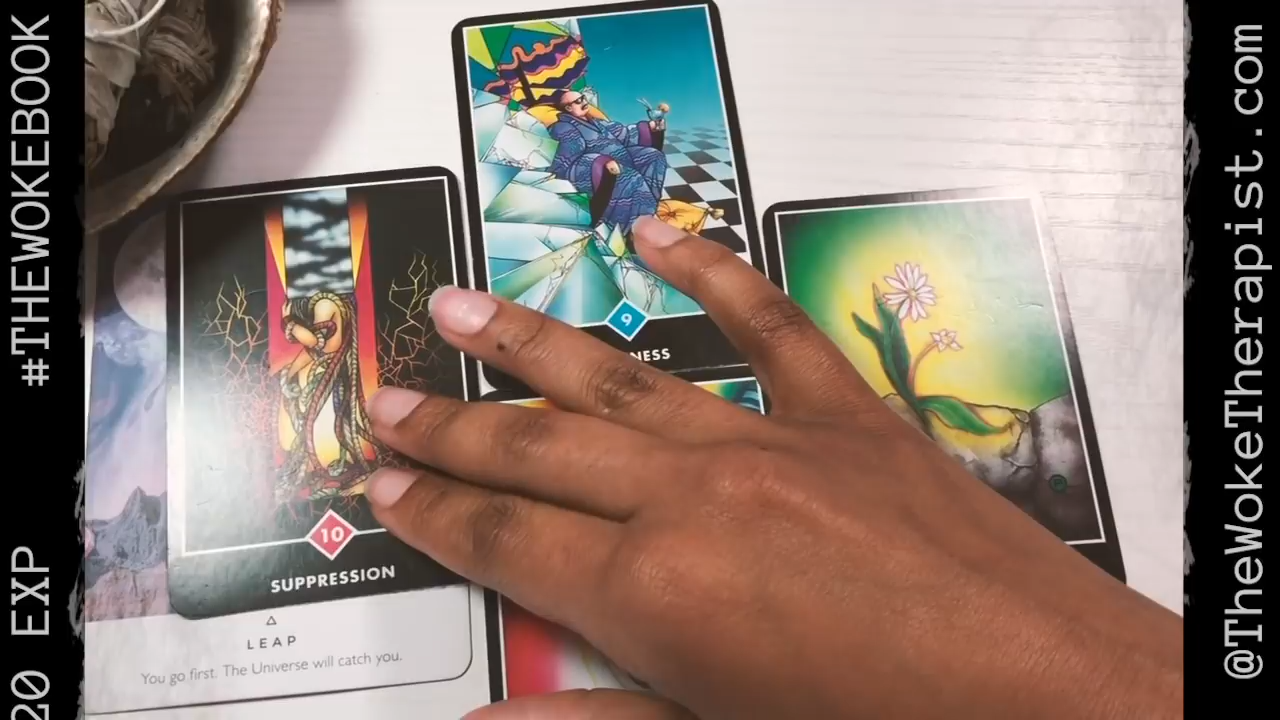 #THEWOKEBOOK
20 EXP
9
NESS
10
SUPPRESSION
LEAP
You go first. The Universe will catch you.
@TheWokeTherapist.com